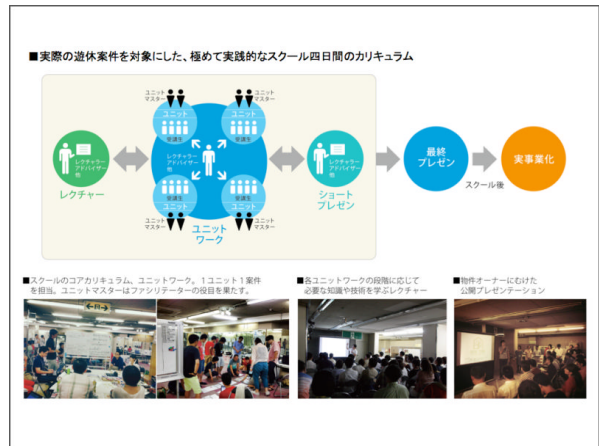 ■実際の遊休案件を対象にした、極めて実践的なスクール四日間のカリキュラム
ユニット
マスター
ユニット
マスター
ユニット
受講生
ユニット
受講生
レクチャラー
アドバイザー
他
レクチャー
レクチャラー
アドバイザー
他
レクチャラー
アドバイザー
他
ショート
プレゼン
受講生
ユニット
受講生
ユニット
ユニット
マスター
ユニット
マスター
ユニット
ワーク
最終
プレゼン
スクール後
実事業化
■スクールのコアカリキュラム、ユニットワーク。1ユニット1案件
を担当。ユニットマスターはファシリテーターの役目を果たす。
■各ユニットワークの段階に応じて
必要な知識や技術を学ぶレクチャー
■物件オーナーにむけた
公開プレゼンテーション